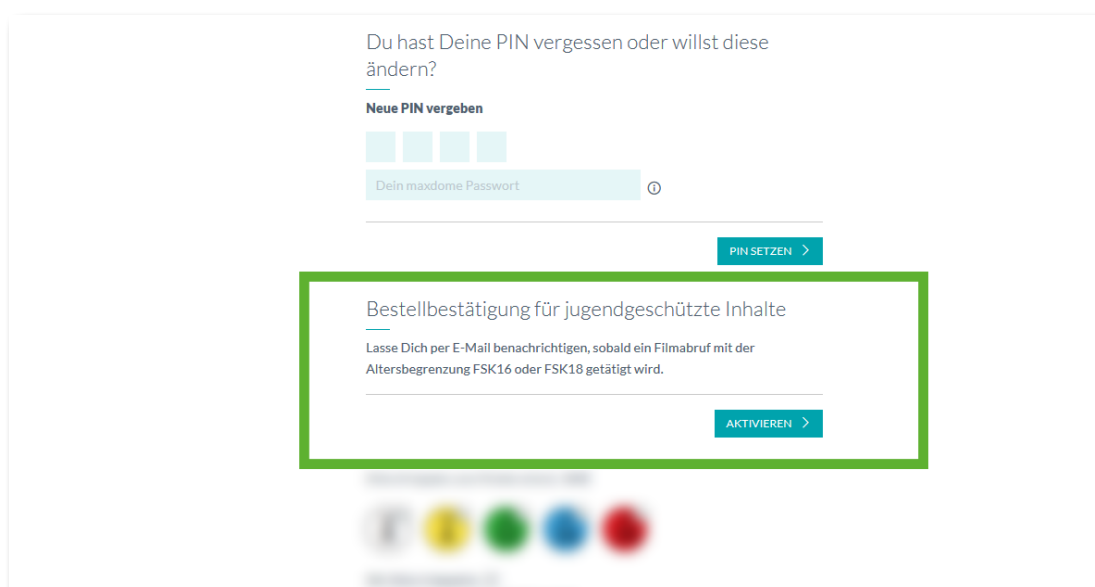 Du hast Deine PIN vergessen oder willst diese
ändern?
Neue PIN vergeben
Dein maxdome Passwort
PIN SETZEN
Bestellbestätigung für jugendgeschützte Inhalte
Lasse Dich per E-Mail benachrichtigen, sobald ein Filmabruf mit der
Altersbegrenzung FSK16 oder FSK18 getätigt wird.
AKTIVIEREN